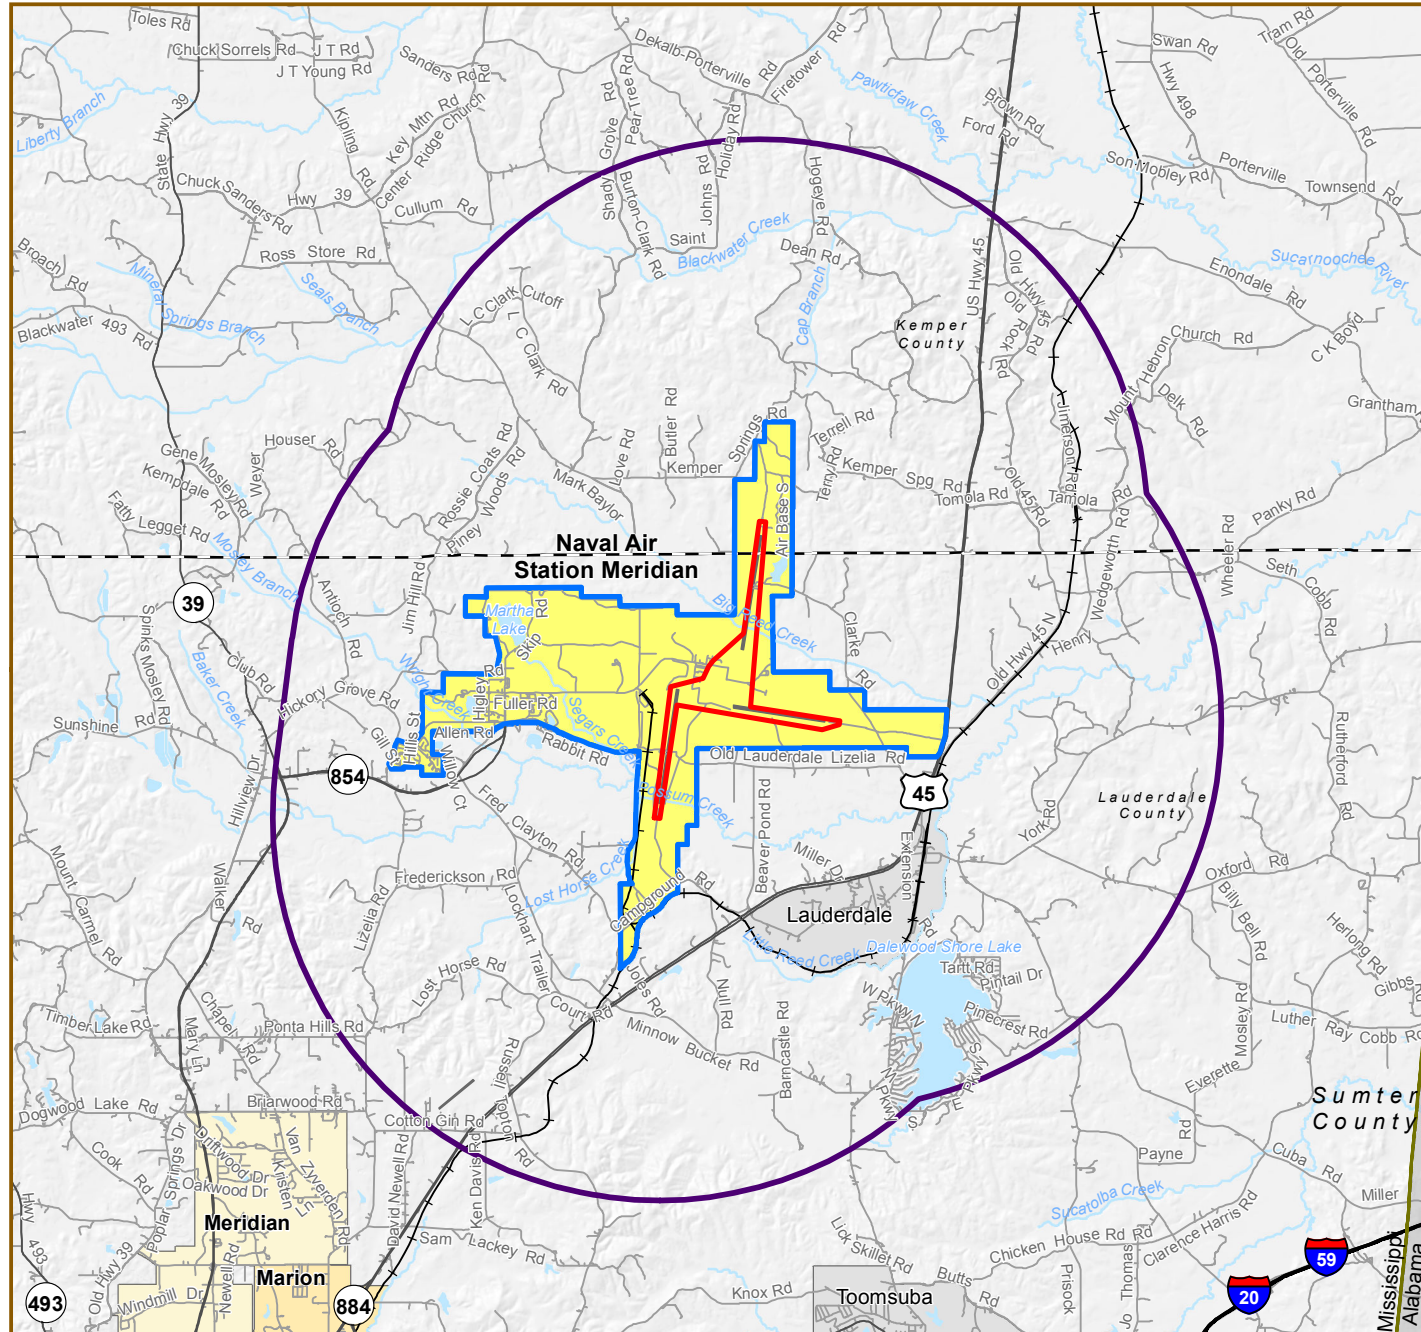 Toles Rd
Chuck Sorrels Rd
J T Rd
J T Young Rd
Sanders Rd
Dekalb-Porterville Rd
Firetower Rd
Pawticfaw Creek
Brown Rd
Ford Rd
Swan Rd
Hwy 498
Tram Rd
Old Porterville Rd
Liberty Branch
State Hwy 39
Kipling Rd
Key Mtn Rd
Center Ridge Church Rd
Shady Grove Rd
Pear Tree Rd
Holiday Rd
Johns Rd
Hogeye Rd
Son-Mobley Rd
Porterville
Townsend Rd
Chuck Sanders Rd
Hwy 39
Cullum Rd
Burton-Clark Rd
Saint
Blackwater Creek
Dean Rd
Cap Branch
US Hwy 45
Ross Store Rd
Broach Rd
Mineral Springs Branch
Seals Branch
Blackwater 493 Rd
L C Clark Cutoff
L C Clark Rd
Old Hwy 45 Rd
Old Rock Rd
Sucarnoochee River
Enondale Rd
C K Boyd
Church Rd
Mount Hebron
Delk Rd
Grantham
Kemper
County
Jimerson Rd
Houser Rd
Weyer
Gene Mosley Rd
Kempdale Rd
Fatty Legget Rd
Mosley Branch
Rossie Coats Rd
Piney Woods Rd
Mark Baylor
Love Rd
Butler Rd
Kemper
Springs Rd
Terrell Rd
Terry Rd
Kemper Spg Rd
Tomola Rd
Old 45 Rd
Tamola Rd
Wedgeworth Rd
Panky Rd
Wheeler Rd
Seth Cobb Rd
Air Base S
Naval Air
Station Meridian
39
Spinks Mosley Rd
Baker Creek
Club Rd
Antioch Rd
Jim Hill Rd
Martha
Lake
Skip Rd
Big Reed Creek
Clarke Rd
Old Hwy 45 N
Henry
Hickory Grove Rd
Wright Creek
Higley Rd
Fuller Rd
Segars Creek
Sunshine Rd
Gill St
Hills St
Allen Rd
Rabbit Rd
Willow Ct
Old Lauderdale Lizelia Rd
854
Hillview Dr
Possum Creek
45
Lauderdale
County
Rutherford Rd
Fred Clayton Rd
Beaver Pond Rd
Miller Dr
Extension Rd
York Rd
Mount Carmel Rd
Walker Rd
Frederickson Rd
Lizelia Rd
Lockhart Trailer Court Rd
Lost Horse Creek
Campground Rd
Lauderdale
Oxford Rd
Billy Bell Rd
Herlong Rd
Gibbs Rd
Little Reed Creek
Dalewood Shore Lake
Tartt Rd
Pintail Dr
Lost Horse Rd
Joles Rd
Null Rd
W Pkwy N
Pinecrest Rd
Timber Lake Rd
Mary Ln
Chapel Rd
Ponta Hills Rd
Minnow Bucket Rd
Barncastle Rd
Luther Ray Cobb Rd
Everette Mosley Rd
Russell Topton Rd
W Pkwy S
E Pkwy S
Sumter
County
Dogwood Lake Rd
Briarwood Rd
Cotton Gin Rd
Driftwood Dr
Van Zyverden Rd
Kristen Ln
Oakwood Dr
Cook Rd
Poplar Springs Dr
David Newell Rd
Ken Davis Rd
Payne Rd
Cuba Rd
Miller
Sucatolba Creek
Meridian
Hwy 493
Sam Lackey Rd
Lick Skillet Rd
Chicken House Rd
Clarence Harris Rd
59
Old Hwy 39
Newell Rd
Marion
Windmill Dr
493
884
Knox Rd
Toomsuba
Butts Rd
Prisock
Jo Thomas
20
Mississippi
Alabama